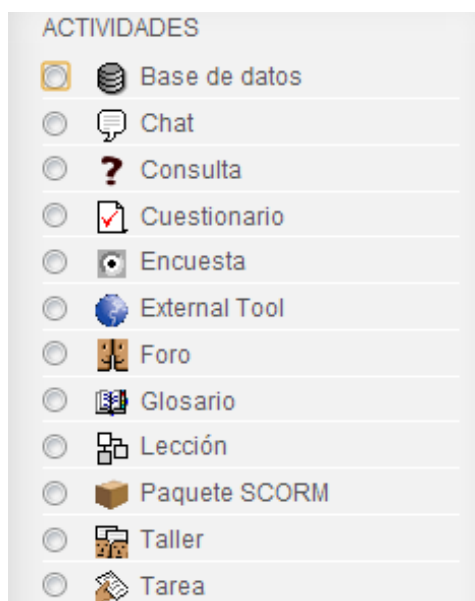 ACTIVIDADES
Base de datos
Chat
Consulta
Cuestionario
Encuesta
External Tool
Foro
Glosario
Lección
Paquete SCORM
Taller
Tarea